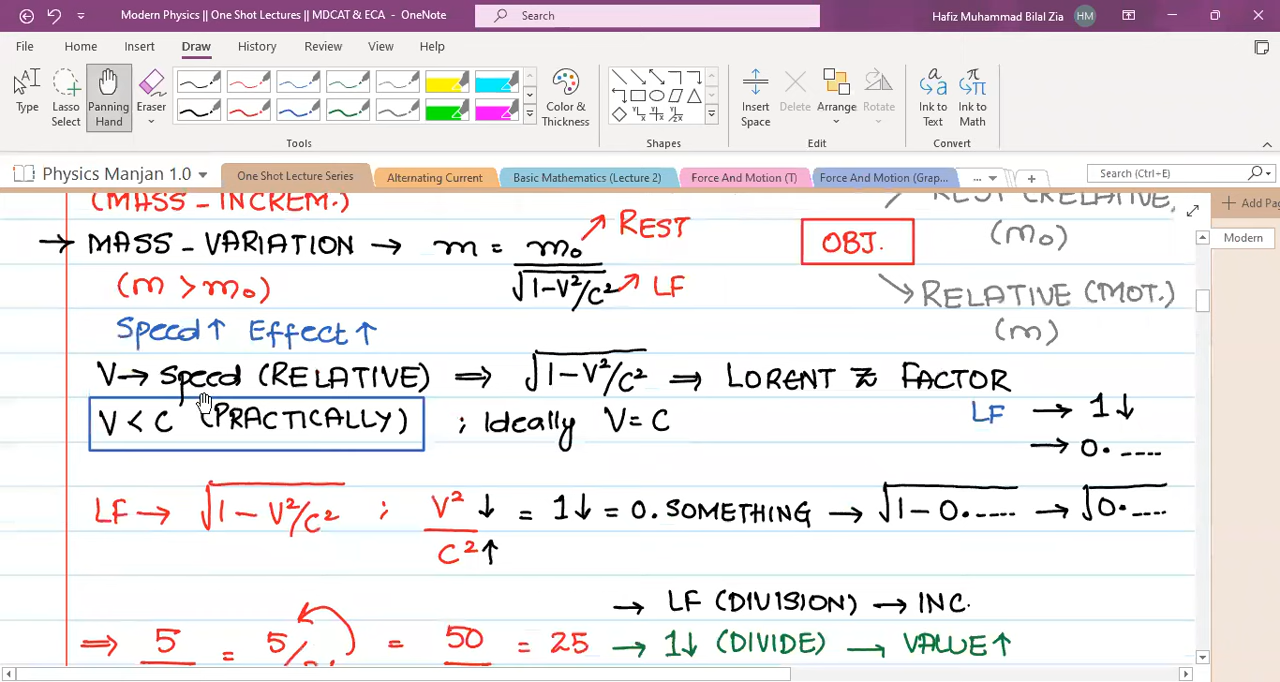 Modern Physics || One Shot Lectures || MDCAT & ECA - OneNote
Search
Hafiz Muhammad Bilal Zia HM
File Home Insert Draw History Review View Help
Type
Lasso Select
Panning Hand
Eraser
Color & Thickness
Insert Space
Delete
Arrange
Rotate
Ink to Text
Ink to Math
Tools Shapes Edit Convert
Physics Manjan 1.0 One Shot Lecture Series Alternating Current Basic Mathematics (Lecture 2) Force And Motion (T) Force And Motion (Grap... ... + Search (Ctrl+E)
+ Add Pag
Modern
(MASS - INCREM.)
REST (RELATIVE,
(m₀)
→ MASS - VARIATION → m = m₀ / √1-V²/C²
↗ REST
↗ LF
OBJ.
(m > m₀)
↘ RELATIVE (MOT.)
(m)
Speed ↑ Effect ↑
V → Speed (RELATIVE) ⇒ √1-V²/C² ⇒ LORENTZ FACTOR
V < C (PRACTICALLY) ; Ideally V = C
LF → 1↓
→ 0. ....
LF → √1 - V²/C² ; V²↓ / C²↑ = 1↓ = 0. SOMETHING → √1 - 0. ..... → √0. ....
→ LF (DIVISION) → INC.
⇒ 5 = 5/ = 50 = 25 → 1↓ (DIVIDE) → VALUE ↑